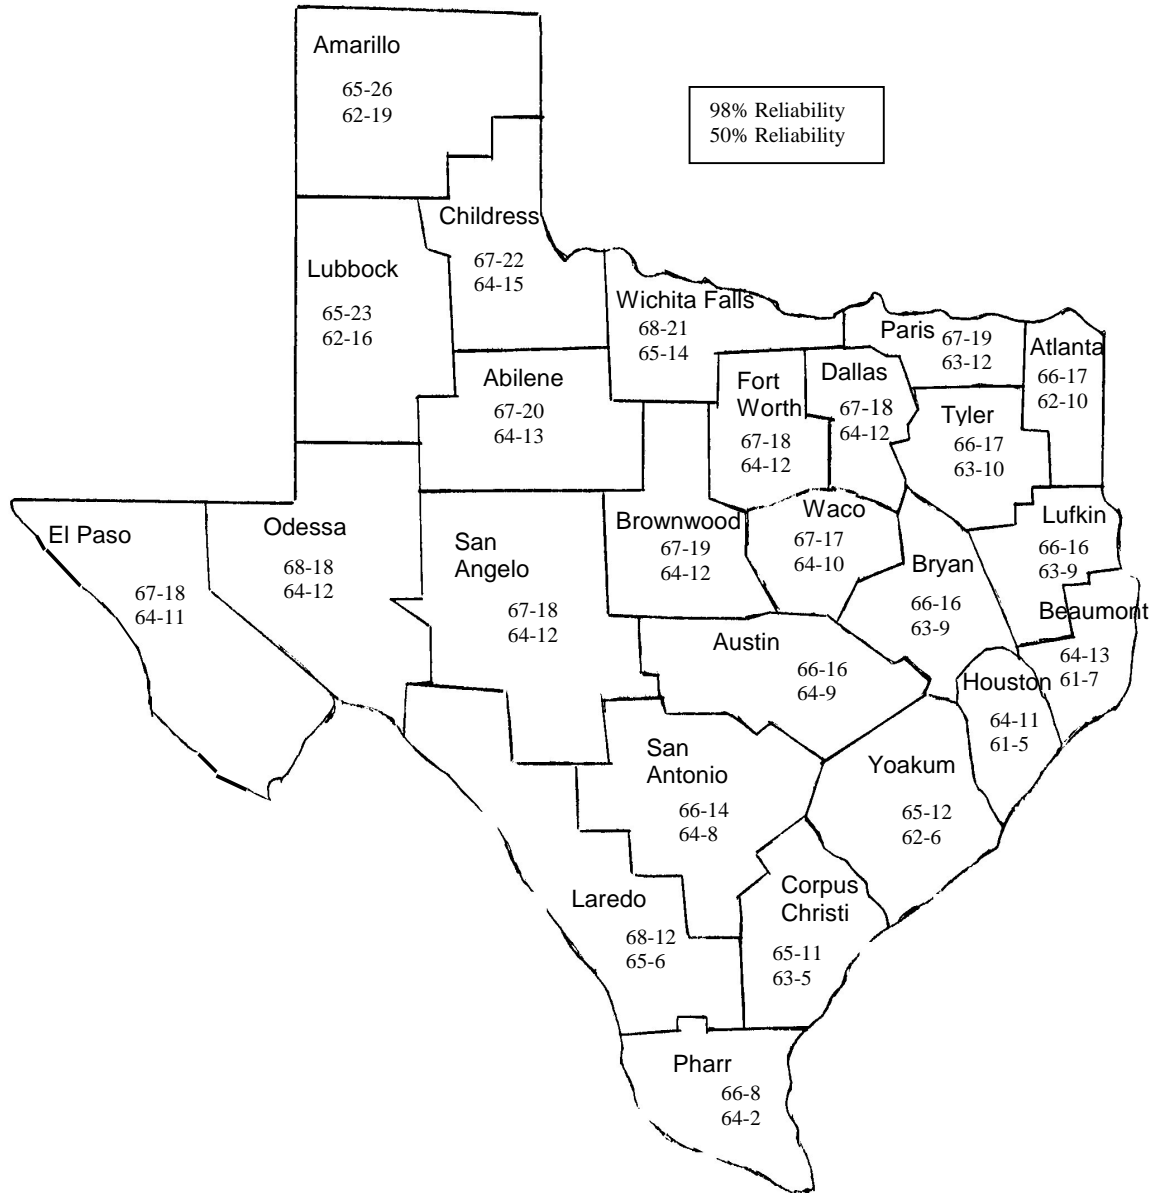 Amarillo
65-26
62-19
98% Reliability
50% Reliability
Childress
67-22
64-15
Lubbock
65-23
62-16
Wichita Falls
68-21
65-14
Paris
67-19
63-12
Atlanta
66-17
62-10
Abilene
67-20
64-13
Fort
Worth
67-18
64-12
Dallas
67-18
64-12
Tyler
66-17
63-10
El Paso
67-18
64-11
Odessa
68-18
64-12
San
Angelo
67-18
64-12
Brownwood
67-19
64-12
Waco
67-17
64-10
Bryan
66-16
63-9
Lufkin
66-16
63-9
Beaumont
64-13
61-7
Austin
66-16
64-9
Houston
64-11
61-5
San
Antonio
66-14
64-8
Yoakum
65-12
62-6
Laredo
68-12
65-6
Corpus
Christi
65-11
63-5
Pharr
66-8
64-2